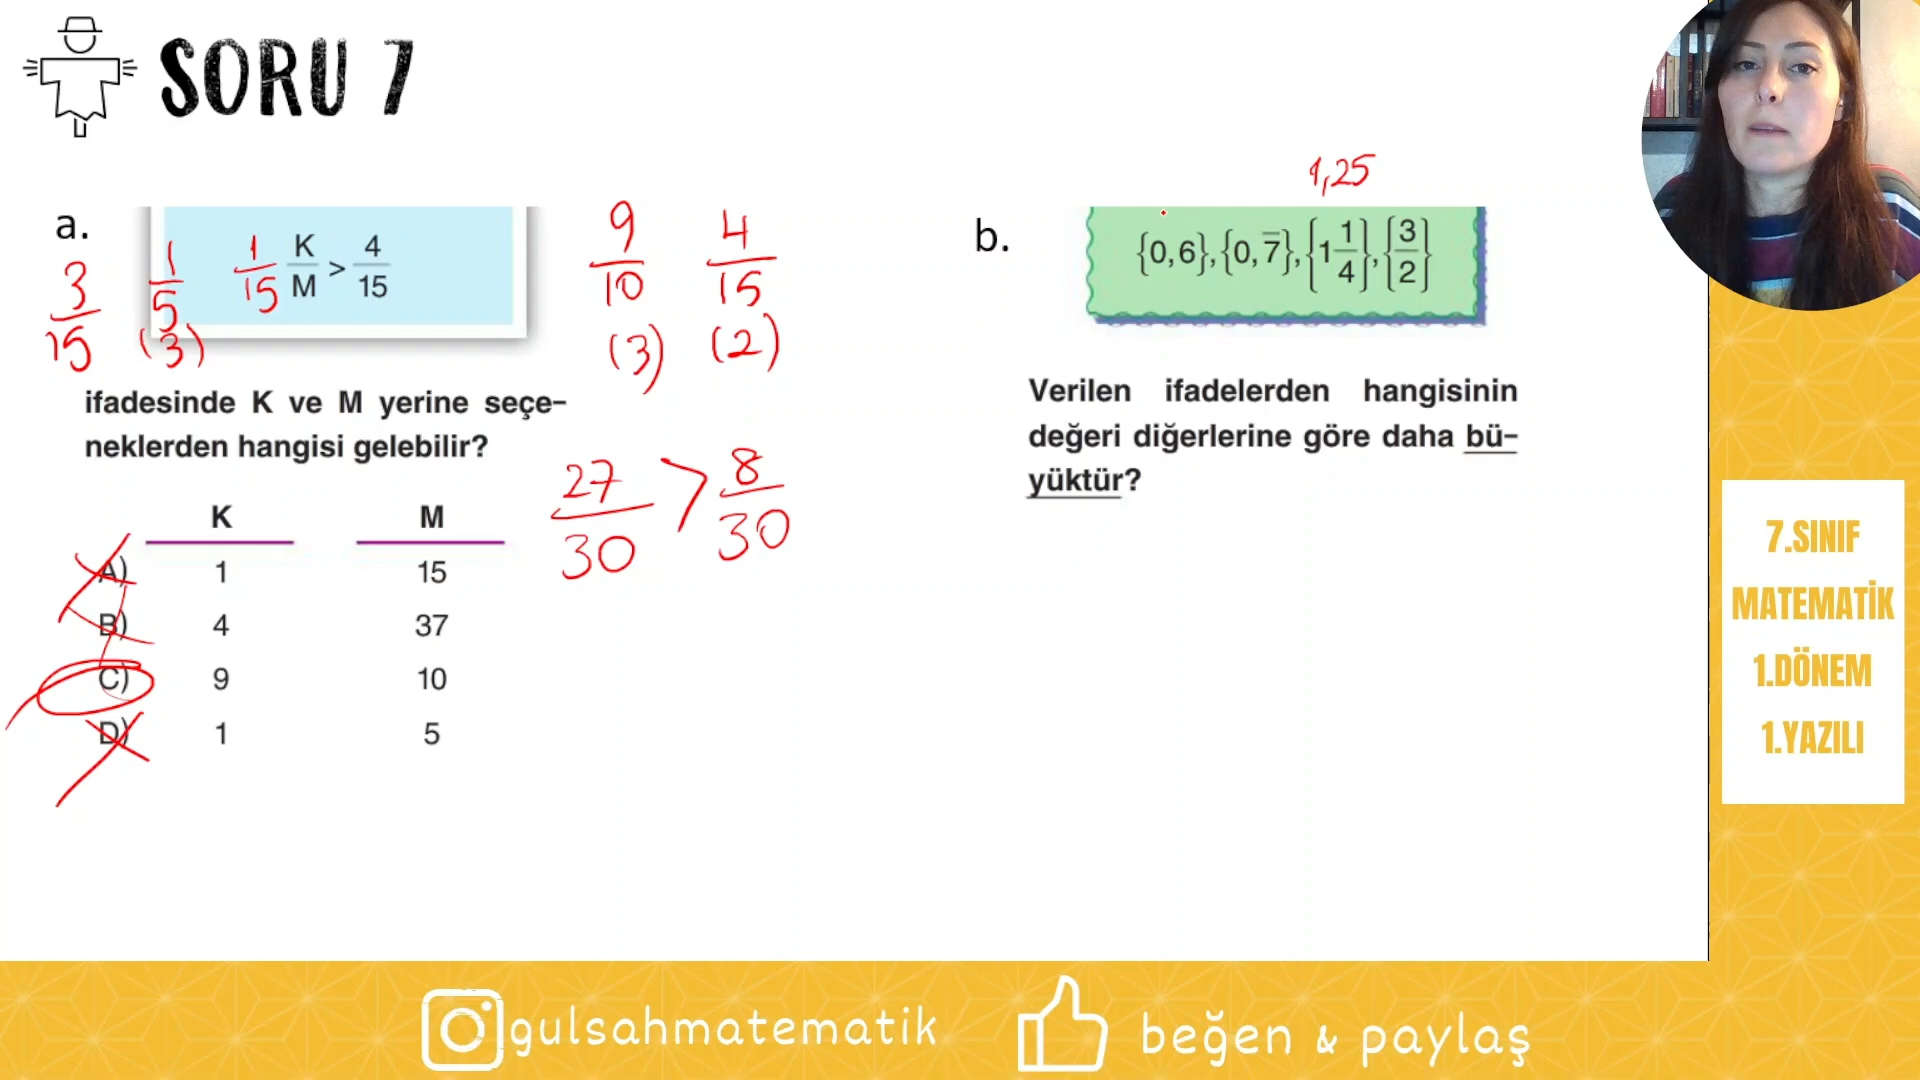 SORU 7
a.
K/M > 4/15
3/15
1/5
(3)
1/15
9/10
(3)
4/15
(2)
ifadesinde K ve M yerine seçe-
neklerden hangisi gelebilir?
27/30 > 8/30
K M
A) 1 15
B) 4 37
C) 9 10
D) 1 5
1,25
b.
{0,6}, {0,7̅}, {1 1/4}, {3/2}
Verilen ifadelerden hangisinin
değeri diğerlerine göre daha bü-
yüktür?
7.SINIF
MATEMATİK
1.DÖNEM
1.YAZILI
gulsahmatematik
beğen & paylaş